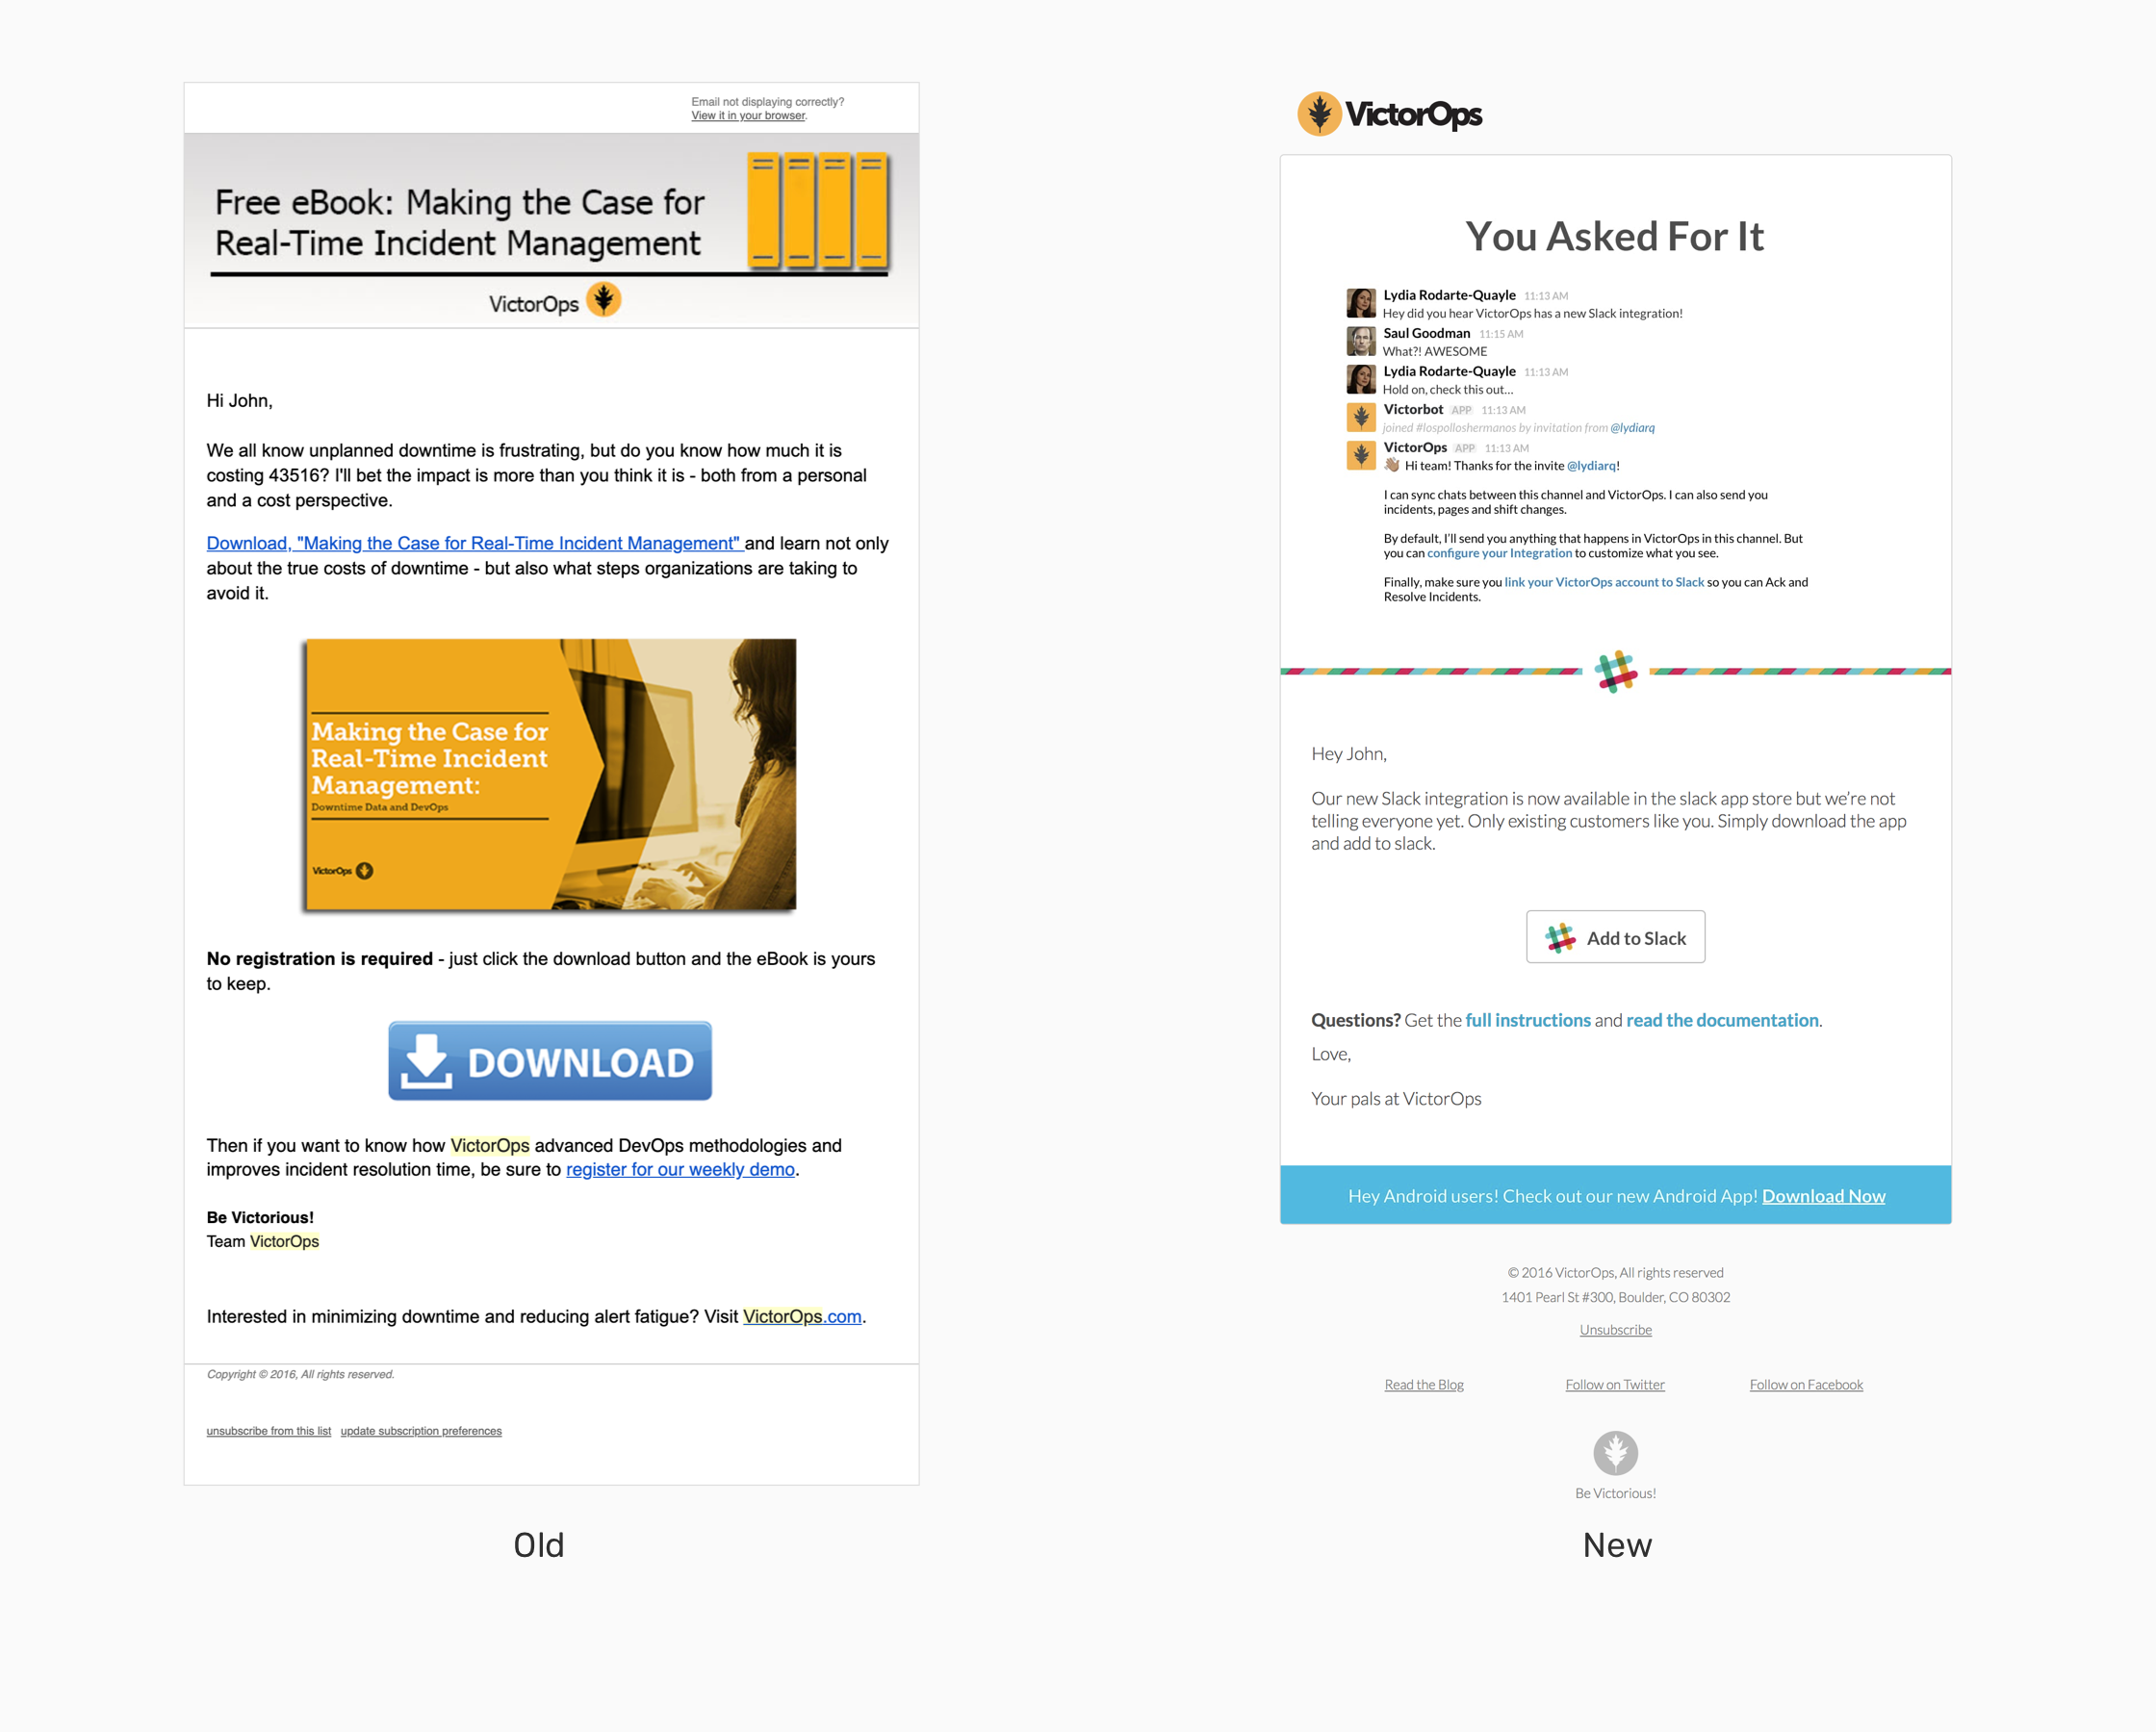 Email not displaying correctly?
View it in your browser.
Free eBook: Making the Case for
Real-Time Incident Management
VictorOps
Hi John,
We all know unplanned downtime is frustrating, but do you know how much it is
costing 43516? I'll bet the impact is more than you think it is - both from a personal
and a cost perspective.
Download, "Making the Case for Real-Time Incident Management" and learn not only
about the true costs of downtime - but also what steps organizations are taking to
avoid it.
Making the Case for
Real-Time Incident
Management:
Downtime Data and DevOps
VictorOps
No registration is required - just click the download button and the eBook is yours
to keep.
DOWNLOAD
Then if you want to know how VictorOps advanced DevOps methodologies and
improves incident resolution time, be sure to register for our weekly demo.
Be Victorious!
Team VictorOps
Interested in minimizing downtime and reducing alert fatigue? Visit VictorOps.com.
Copyright © 2016, All rights reserved.
unsubscribe from this list update subscription preferences
Old
VictorOps
You Asked For It
Lydia Rodarte-Quayle 11:13 AM
Hey did you hear VictorOps has a new Slack integration!
Saul Goodman 11:15 AM
What?! AWESOME
Lydia Rodarte-Quayle 11:13 AM
Hold on, check this out...
Victorbot APP 11:13 AM
joined #lospolloshermanos by invitation from @lydiarq
VictorOps APP 11:13 AM
👋🏽 Hi team! Thanks for the invite @lydiarq!
I can sync chats between this channel and VictorOps. I can also send you
incidents, pages and shift changes.
By default, I'll send you anything that happens in VictorOps in this channel. But
you can configure your Integration to customize what you see.
Finally, make sure you link your VictorOps account to Slack so you can Ack and
Resolve Incidents.
Hey John,
Our new Slack integration is now available in the slack app store but we're not
telling everyone yet. Only existing customers like you. Simply download the app
and add to slack.
Add to Slack
Questions? Get the full instructions and read the documentation.
Love,
Your pals at VictorOps
Hey Android users! Check out our new Android App! Download Now
© 2016 VictorOps, All rights reserved
1401 Pearl St #300, Boulder, CO 80302
Unsubscribe
Read the Blog Follow on Twitter Follow on Facebook
Be Victorious!
New